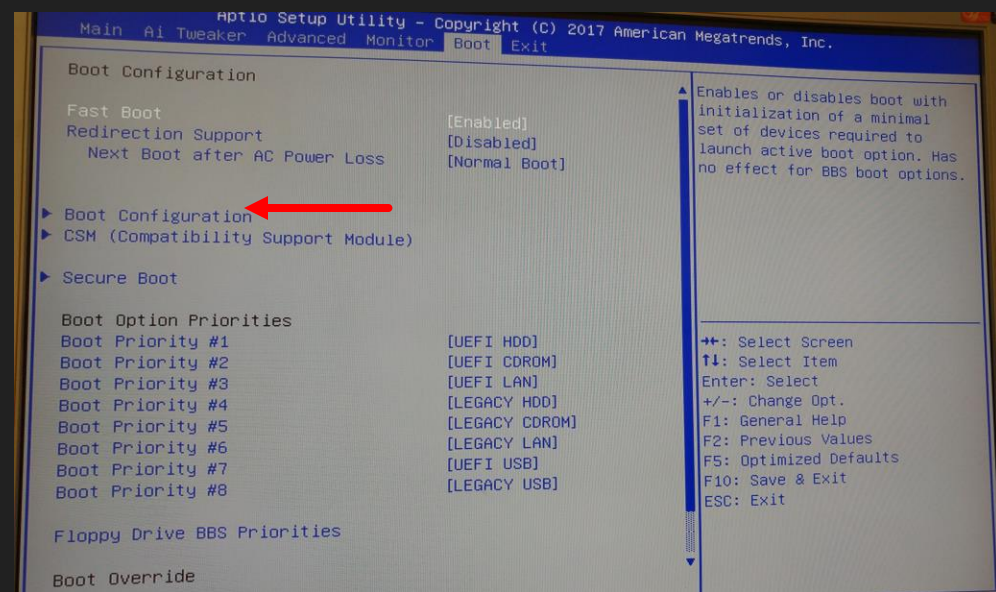 Aptio Setup Utility – Copyright (C) 2017 American Megatrends, Inc.
Main Ai Tweaker Advanced Monitor Boot Exit
Boot Configuration
Fast Boot [Enabled]
Redirection Support [Disabled]
Next Boot after AC Power Loss [Normal Boot]
Boot Configuration
CSM (Compatibility Support Module)
Secure Boot
Boot Option Priorities
Boot Priority #1 [UEFI HDD]
Boot Priority #2 [UEFI CDROM]
Boot Priority #3 [UEFI LAN]
Boot Priority #4 [LEGACY HDD]
Boot Priority #5 [LEGACY CDROM]
Boot Priority #6 [LEGACY LAN]
Boot Priority #7 [UEFI USB]
Boot Priority #8 [LEGACY USB]
Floppy Drive BBS Priorities
Boot Override
Enables or disables boot with
initialization of a minimal
set of devices required to
launch active boot option. Has
no effect for BBS boot options.
→←: Select Screen
↑↓: Select Item
Enter: Select
+/-: Change Opt.
F1: General Help
F2: Previous Values
F5: Optimized Defaults
F10: Save & Exit
ESC: Exit